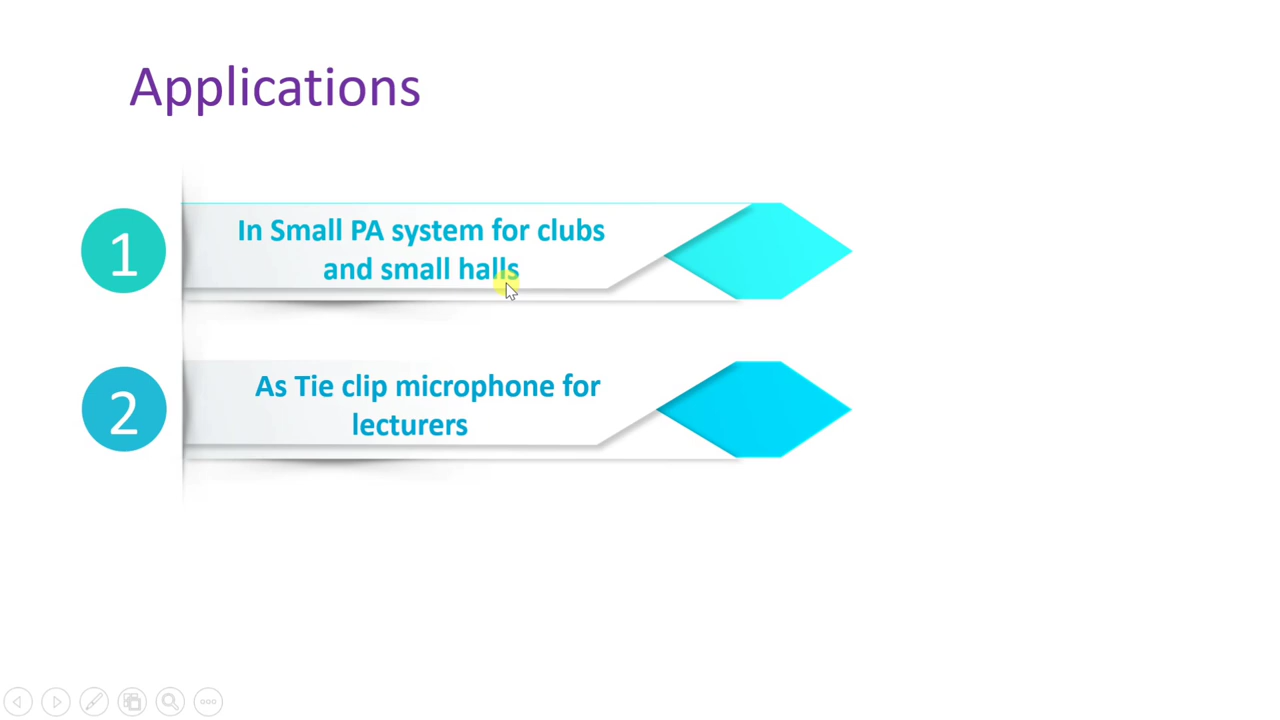 Applications
1
In Small PA system for clubs
and small halls
2
As Tie clip microphone for
lecturers